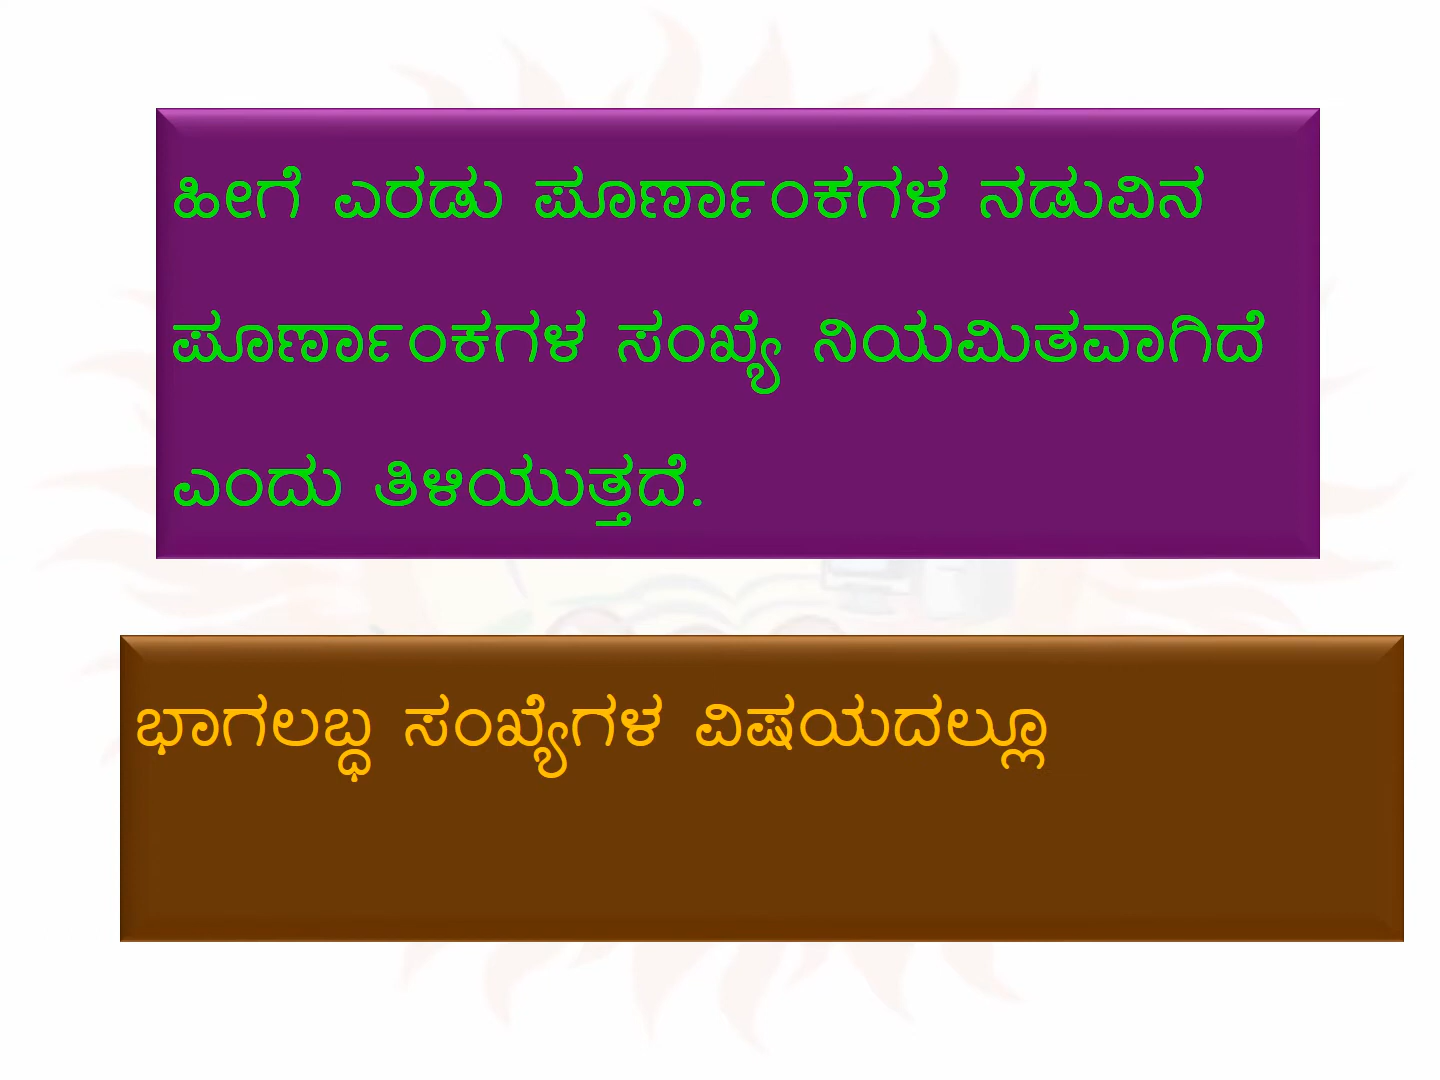 ಹೀಗೆ ಎರಡು ಪೂರ್ಣಾಂಕಗಳ ನಡುವಿನ
ಪೂರ್ಣಾಂಕಗಳ ಸಂಖ್ಯೆ ನಿಯಮಿತವಾಗಿದೆ
ಎಂದು ತಿಳಿಯುತ್ತದೆ.
ಭಾಗಲಬ್ಧ ಸಂಖ್ಯೆಗಳ ವಿಷಯದಲ್ಲೂ